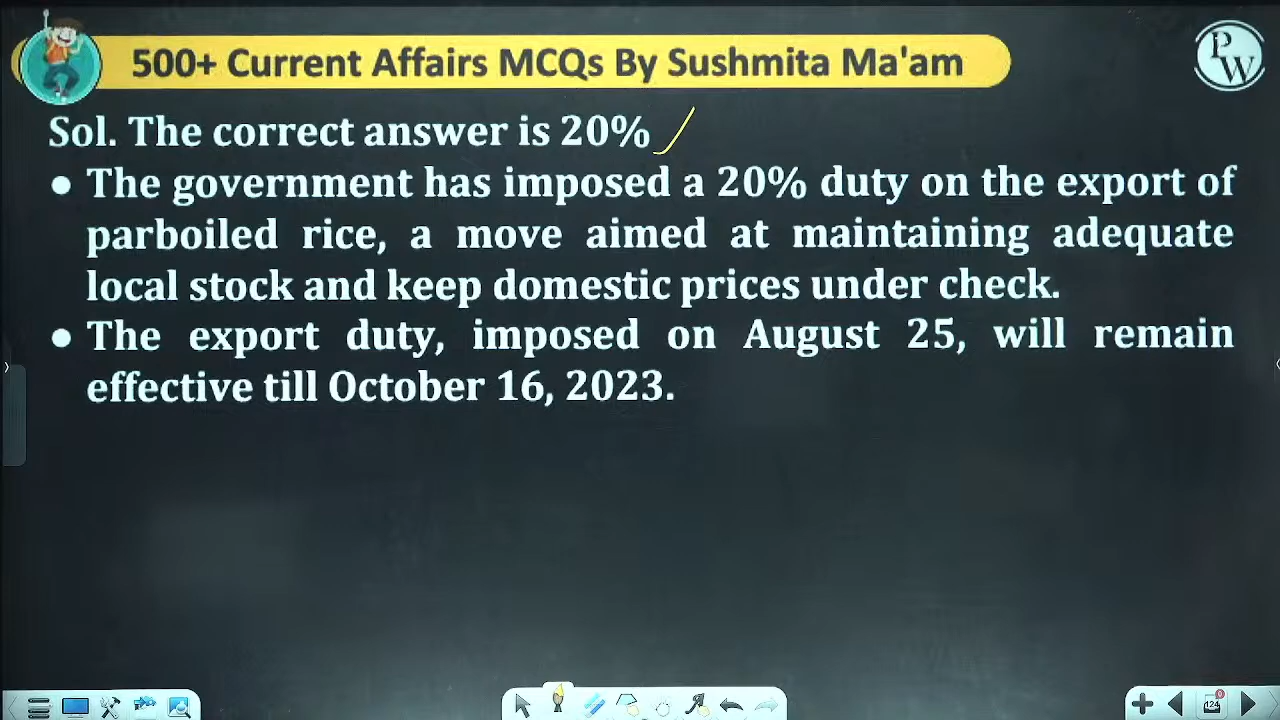 500+ Current Affairs MCQs By Sushmita Ma'am
PW
Sol. The correct answer is 20%
● The government has imposed a 20% duty on the export of
parboiled rice, a move aimed at maintaining adequate
local stock and keep domestic prices under check.
● The export duty, imposed on August 25, will remain
effective till October 16, 2023.
124